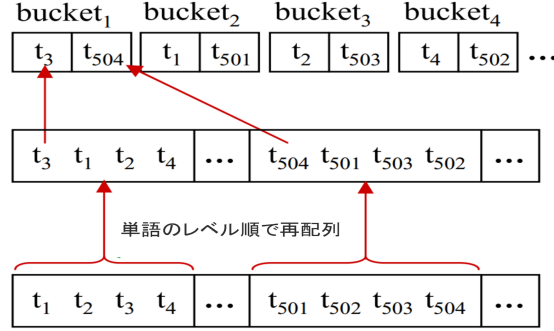 bucket₁ bucket₂ bucket₃ bucket₄
t₃ t₅₀₄ t₁ t₅₀₁ t₂ t₅₀₃ t₄ t₅₀₂ ...
t₃ t₁ t₂ t₄ ... t₅₀₄ t₅₀₁ t₅₀₃ t₅₀₂ ...
単語のレベル順で再配列
t₁ t₂ t₃ t₄ ... t₅₀₁ t₅₀₂ t₅₀₃ t₅₀₄ ...